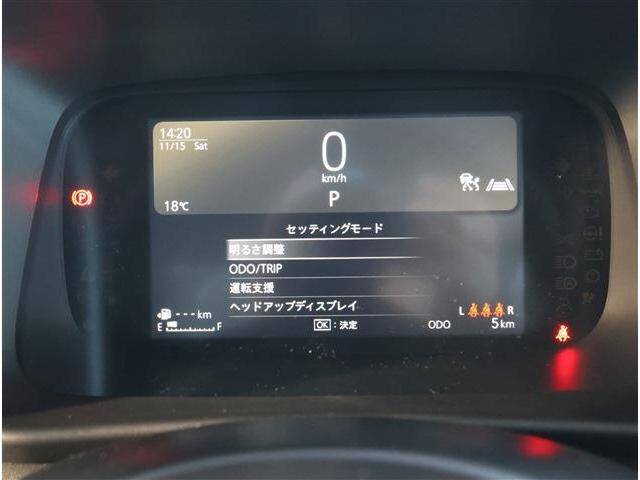 14:20
11/15 Sat
0
km/h
P
18℃
セッティングモード
明るさ調整
ODO/TRIP
運転支援
ヘッドアップディスプレイ
--- km
L R
E F
OK : 決定
ODO 5 km
(P)